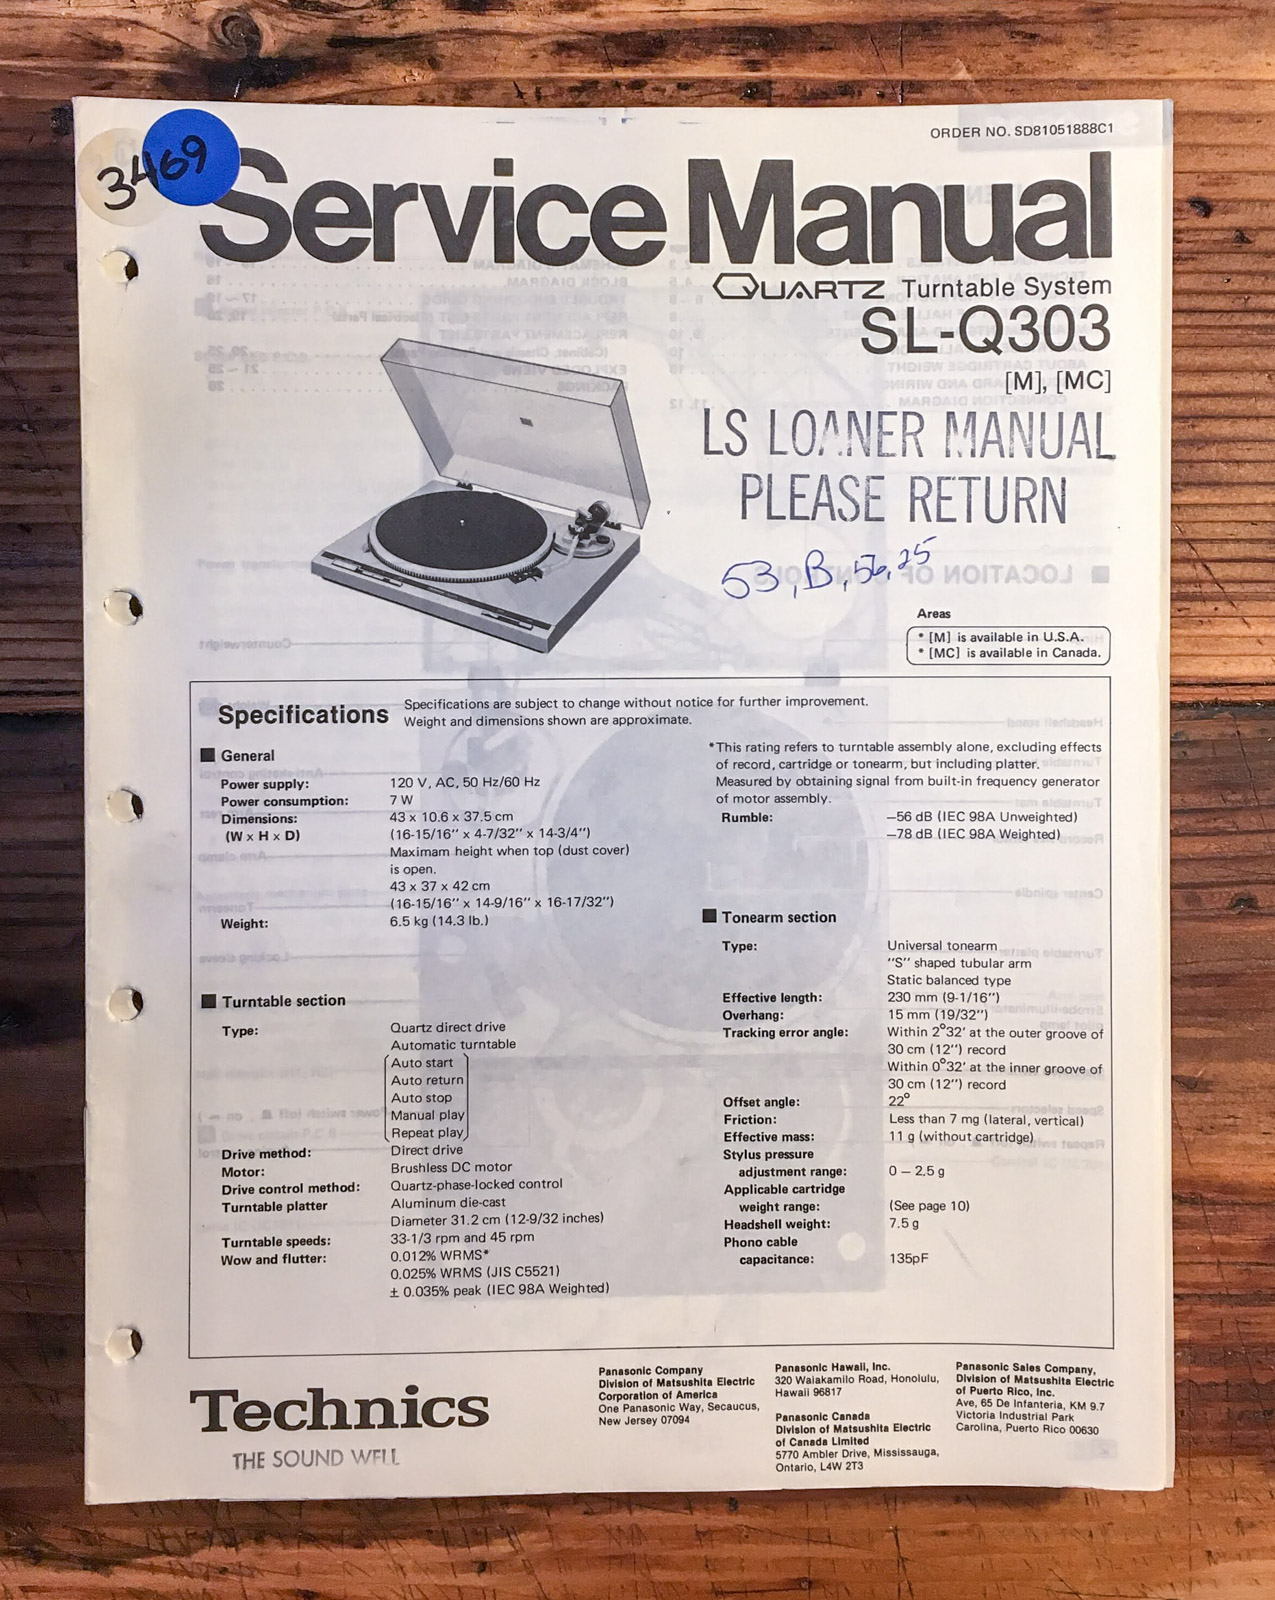 3469
ORDER NO. SD81051888C1
Service Manual
QUARTZ Turntable System
SL-Q303
[M], [MC]
LS LOANER MANUAL
PLEASE RETURN
53, B, 56, 25
Areas
* [M] is available in U.S.A.
* [MC] is available in Canada.
Specifications
Specifications are subject to change without notice for further improvement.
Weight and dimensions shown are approximate.
■ General
Power supply: 120 V, AC, 50 Hz/60 Hz
Power consumption: 7 W
Dimensions: 43 x 10.6 x 37.5 cm
(W x H x D) (16-15/16" x 4-7/32" x 14-3/4")
Maximam height when top (dust cover)
is open.
43 x 37 x 42 cm
(16-15/16" x 14-9/16" x 16-17/32")
Weight: 6.5 kg (14.3 lb.)
■ Turntable section
Type: Quartz direct drive
Automatic turntable
Auto start
Auto return
Auto stop
Manual play
Repeat play
Drive method: Direct drive
Motor: Brushless DC motor
Drive control method: Quartz-phase-locked control
Turntable platter Aluminum die-cast
Diameter 31.2 cm (12-9/32 inches)
Turntable speeds: 33-1/3 rpm and 45 rpm
Wow and flutter: 0.012% WRMS*
0.025% WRMS (JIS C5521)
± 0.035% peak (IEC 98A Weighted)
*This rating refers to turntable assembly alone, excluding effects
of record, cartridge or tonearm, but including platter.
Measured by obtaining signal from built-in frequency generator
of motor assembly.
Rumble: −56 dB (IEC 98A Unweighted)
−78 dB (IEC 98A Weighted)
■ Tonearm section
Type: Universal tonearm
"S" shaped tubular arm
Static balanced type
Effective length: 230 mm (9-1/16")
Overhang: 15 mm (19/32")
Tracking error angle: Within 2°32' at the outer groove of
30 cm (12") record
Within 0°32' at the inner groove of
30 cm (12") record
Offset angle: 22°
Friction: Less than 7 mg (lateral, vertical)
Effective mass: 11 g (without cartridge)
Stylus pressure
adjustment range: 0 – 2.5 g
Applicable cartridge
weight range: (See page 10)
Headshell weight: 7.5 g
Phono cable
capacitance: 135pF
Technics
THE SOUND WELL
Panasonic Company
Division of Matsushita Electric
Corporation of America
One Panasonic Way, Secaucus,
New Jersey 07094
Panasonic Hawaii, Inc.
320 Waiakamilo Road, Honolulu,
Hawaii 96817
Panasonic Canada
Division of Matsushita Electric
of Canada Limited
5770 Ambler Drive, Mississauga,
Ontario, L4W 2T3
Panasonic Sales Company,
Division of Matsushita Electric
of Puerto Rico, Inc.
Ave, 65 De Infanteria, KM 9.7
Victoria Industrial Park
Carolina, Puerto Rico 00630